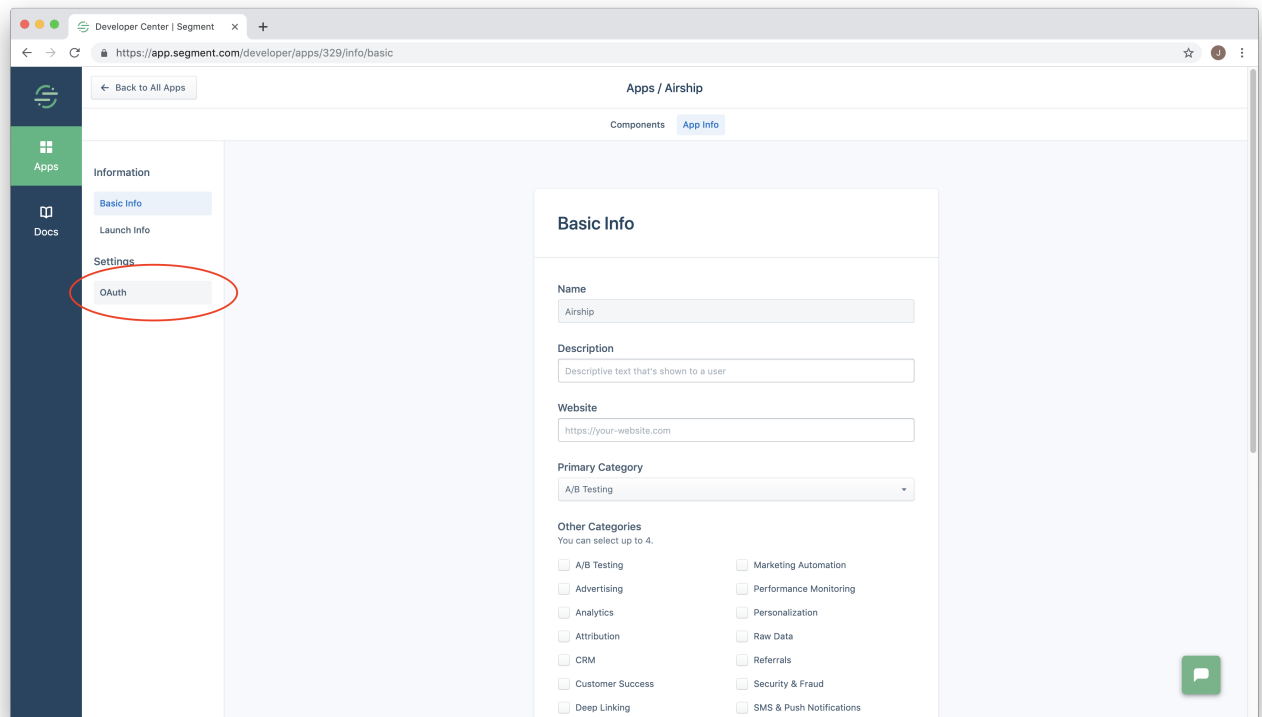 Developer Center | Segment
https://app.segment.com/developer/apps/329/info/basic
J
Back to All Apps
Apps / Airship
Components App Info
Apps
Docs
Information
Basic Info
Launch Info
Settings
OAuth
Basic Info
Name
Airship
Description
Descriptive text that's shown to a user
Website
https://your-website.com
Primary Category
A/B Testing
Other Categories
You can select up to 4.
A/B Testing Marketing Automation
Advertising Performance Monitoring
Analytics Personalization
Attribution Raw Data
CRM Referrals
Customer Success Security & Fraud
Deep Linking SMS & Push Notifications